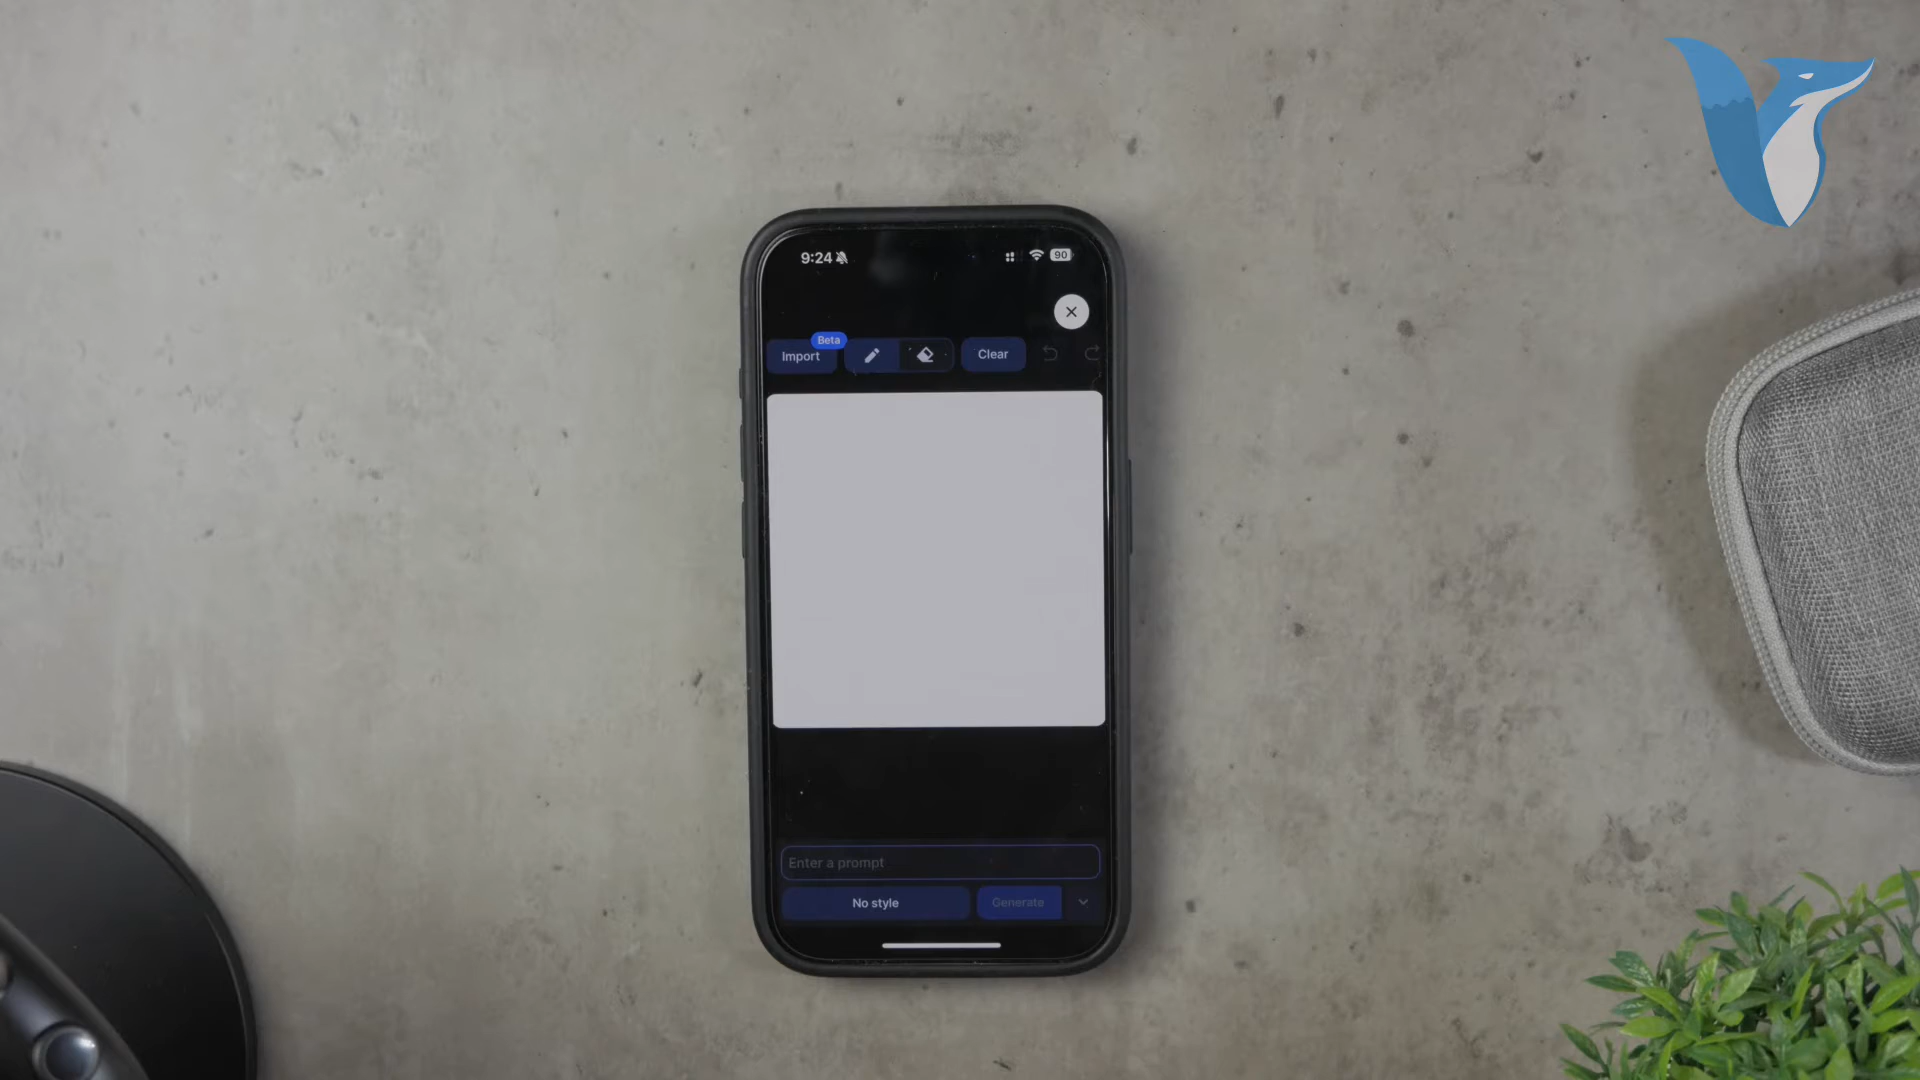 9:24
90
Beta
Import
Clear
Enter a prompt
No style
Generate